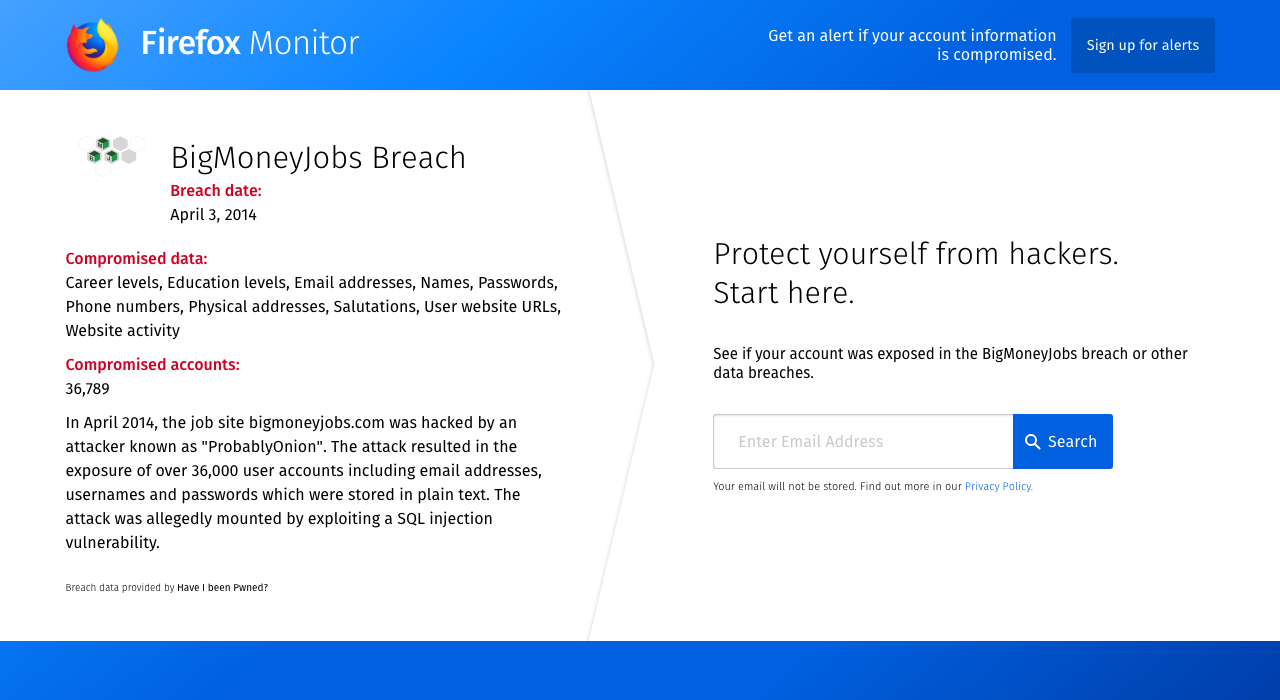 Firefox Monitor
Get an alert if your account information
is compromised.
Sign up for alerts
BigMoneyJobs Breach
Breach date:
April 3, 2014
Compromised data:
Career levels, Education levels, Email addresses, Names, Passwords,
Phone numbers, Physical addresses, Salutations, User website URLs,
Website activity
Compromised accounts:
36,789
In April 2014, the job site bigmoneyjobs.com was hacked by an
attacker known as "ProbablyOnion". The attack resulted in the
exposure of over 36,000 user accounts including email addresses,
usernames and passwords which were stored in plain text. The
attack was allegedly mounted by exploiting a SQL injection
vulnerability.
Breach data provided by Have I been Pwned?
Protect yourself from hackers.
Start here.
See if your account was exposed in the BigMoneyJobs breach or other
data breaches.
Enter Email Address
Search
Your email will not be stored. Find out more in our Privacy Policy.